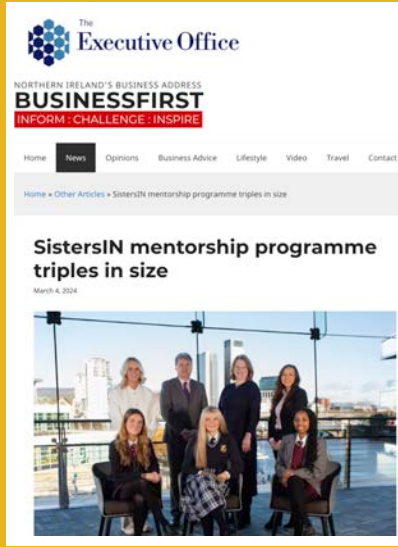 The
Executive Office
NORTHERN IRELAND'S BUSINESS ADDRESS
BUSINESSFIRST
INFORM : CHALLENGE : INSPIRE
Home News Opinions Business Advice Lifestyle Video Travel Contact
Home » Other Articles » SistersIN mentorship programme triples in size
SistersIN mentorship programme
triples in size
March 4, 2024